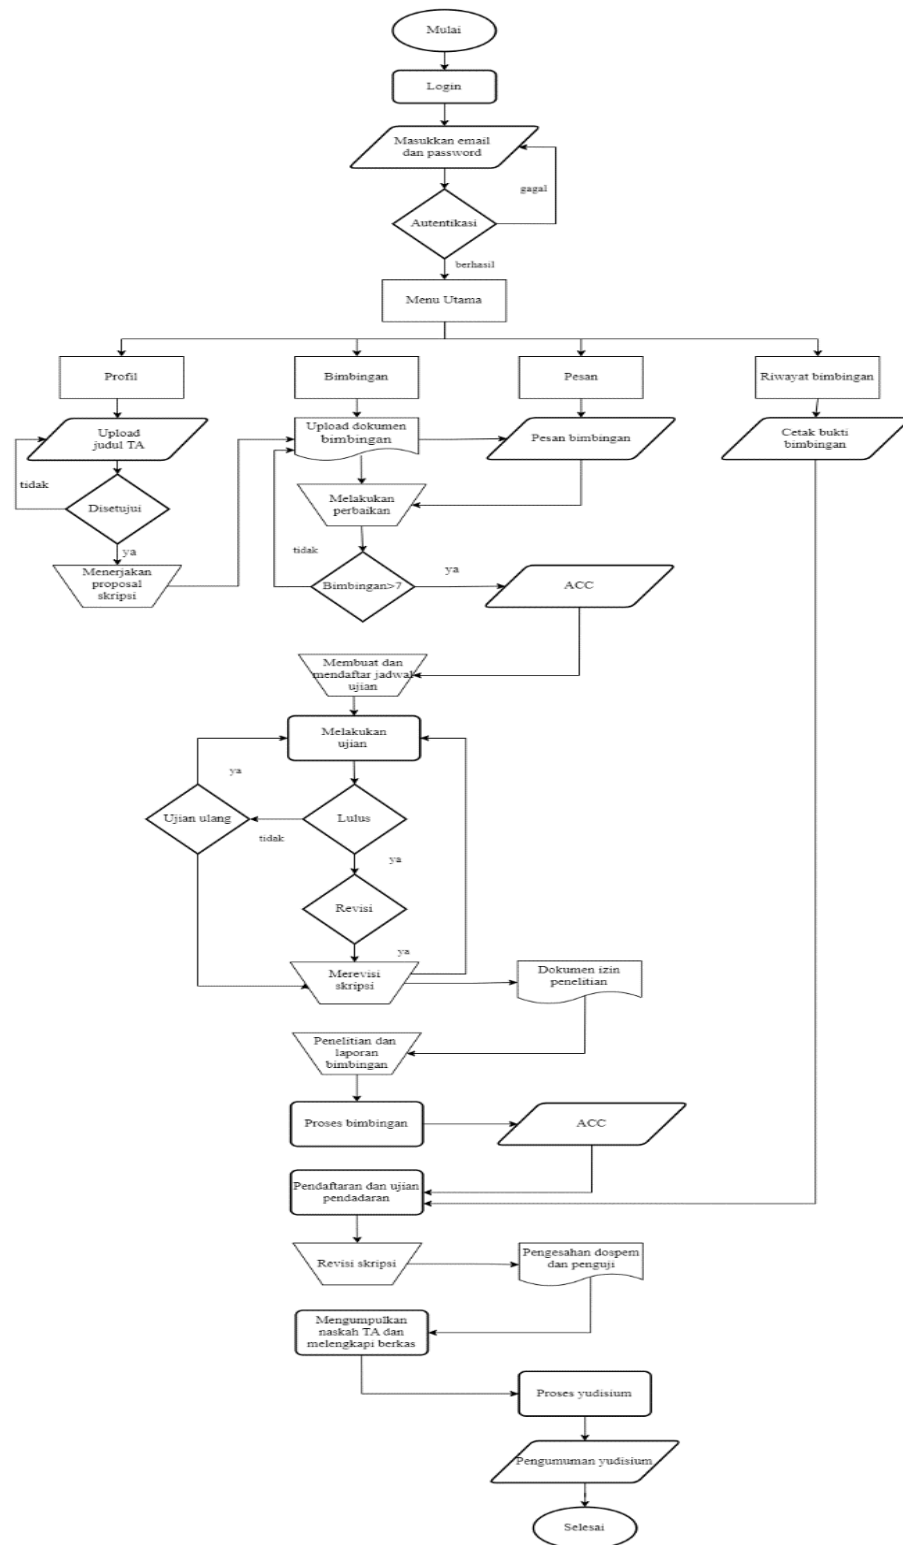 Mulai
Login
Masukkan email
dan password
gagal
Autentikasi
berhasil
Menu Utama
Profil
Bimbingan
Pesan
Riwayat bimbingan
Upload
judul TA
Upload dokumen
bimbingan
Pesan bimbingan
Cetak bukti
bimbingan
tidak
Disetujui
Melakukan
perbaikan
ya
tidak
Menerjakan
proposal
skripsi
Bimbingan>7
ya
ACC
Membuat dan
mendaftar jadwal
ujian
Melakukan
ujian
ya
Ujian ulang
tidak
Lulus
ya
Revisi
ya
Merevisi
skripsi
Dokumen izin
penelitian
Penelitian dan
laporan
bimbingan
Proses bimbingan
ACC
Pendaftaran dan ujian
pendadaran
Revisi skripsi
Pengesahan dospem
dan penguji
Mengumpulkan
naskah TA dan
melengkapi berkas
Proses yudisium
Pengumuman yudisium
Selesai